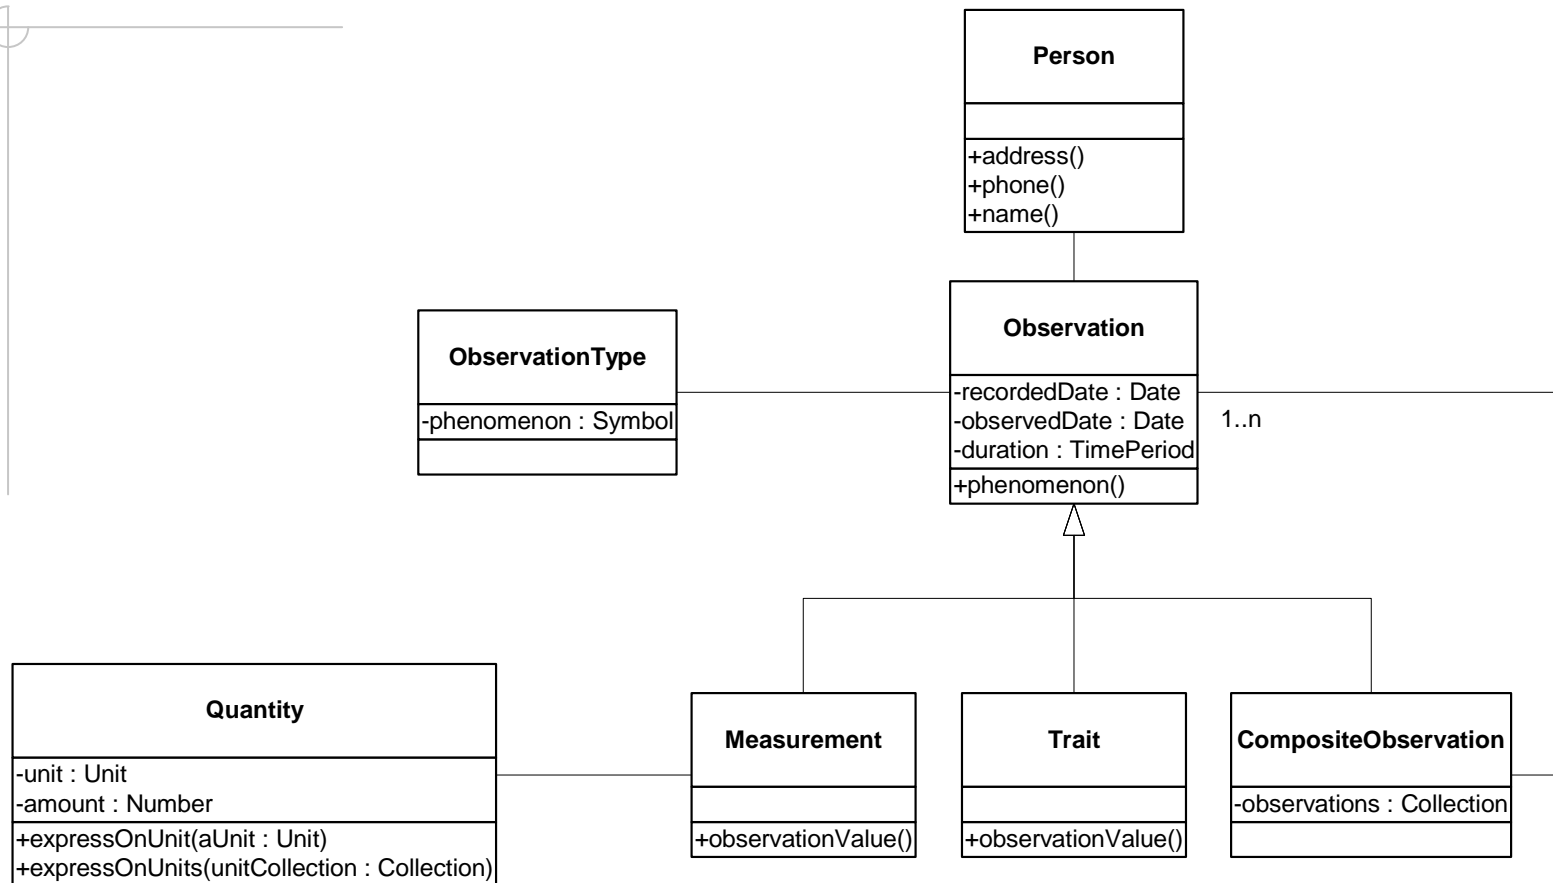 Person
+address()
+phone()
+name()
Observation
-recordedDate : Date
-observedDate : Date
-duration : TimePeriod
+phenomenon()
1..n
ObservationType
-phenomenon : Symbol
Quantity
-unit : Unit
-amount : Number
+expressOnUnit(aUnit : Unit)
+expressOnUnits(unitCollection : Collection)
Measurement
+observationValue()
Trait
+observationValue()
CompositeObservation
-observations : Collection